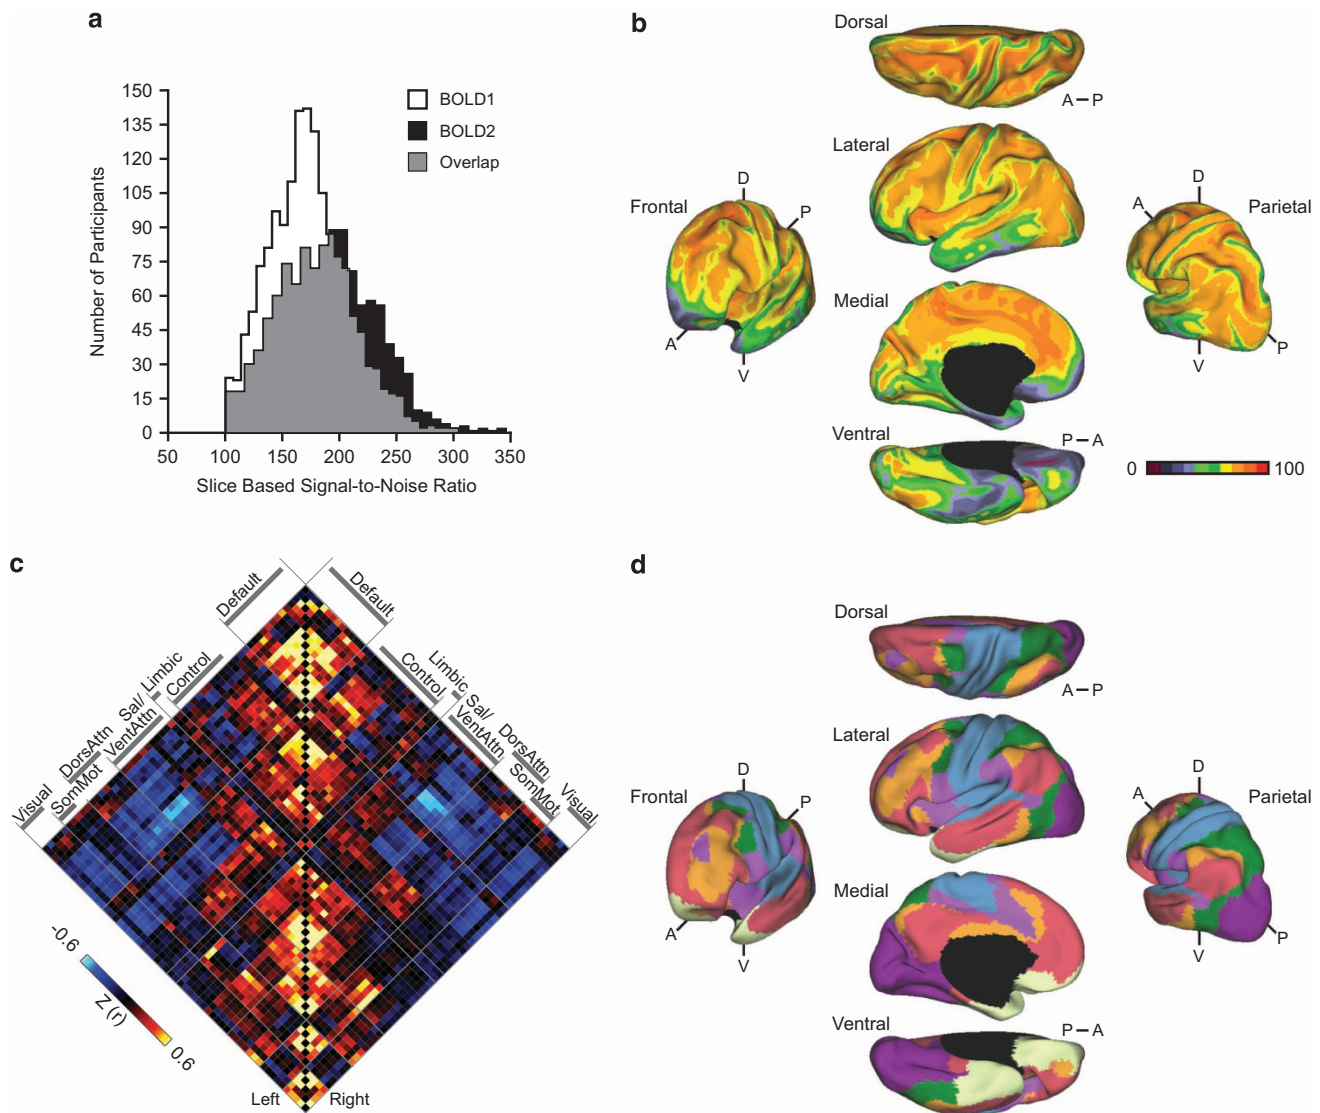 a
150
135
120
105
90
75
60
45
30
15
0
Number of Participants
50 100 150 200 250 300 350
Slice Based Signal-to-Noise Ratio
BOLD1
BOLD2
Overlap
b
Dorsal
A – P
Lateral
Frontal
D
P
A
V
D
A
Parietal
P
V
Medial
Ventral
P – A
0 100
c
Default
Default
Limbic
Control
Sal/
VentAttn
DorsAttn
SomMot
Visual
Control
Limbic
Sal/
VentAttn
DorsAttn
SomMot
Visual
-0.6
Z (r)
0.6
Left Right
d
Dorsal
A – P
Lateral
Frontal
D
P
A
V
D
A
Parietal
P
V
Medial
Ventral
P – A